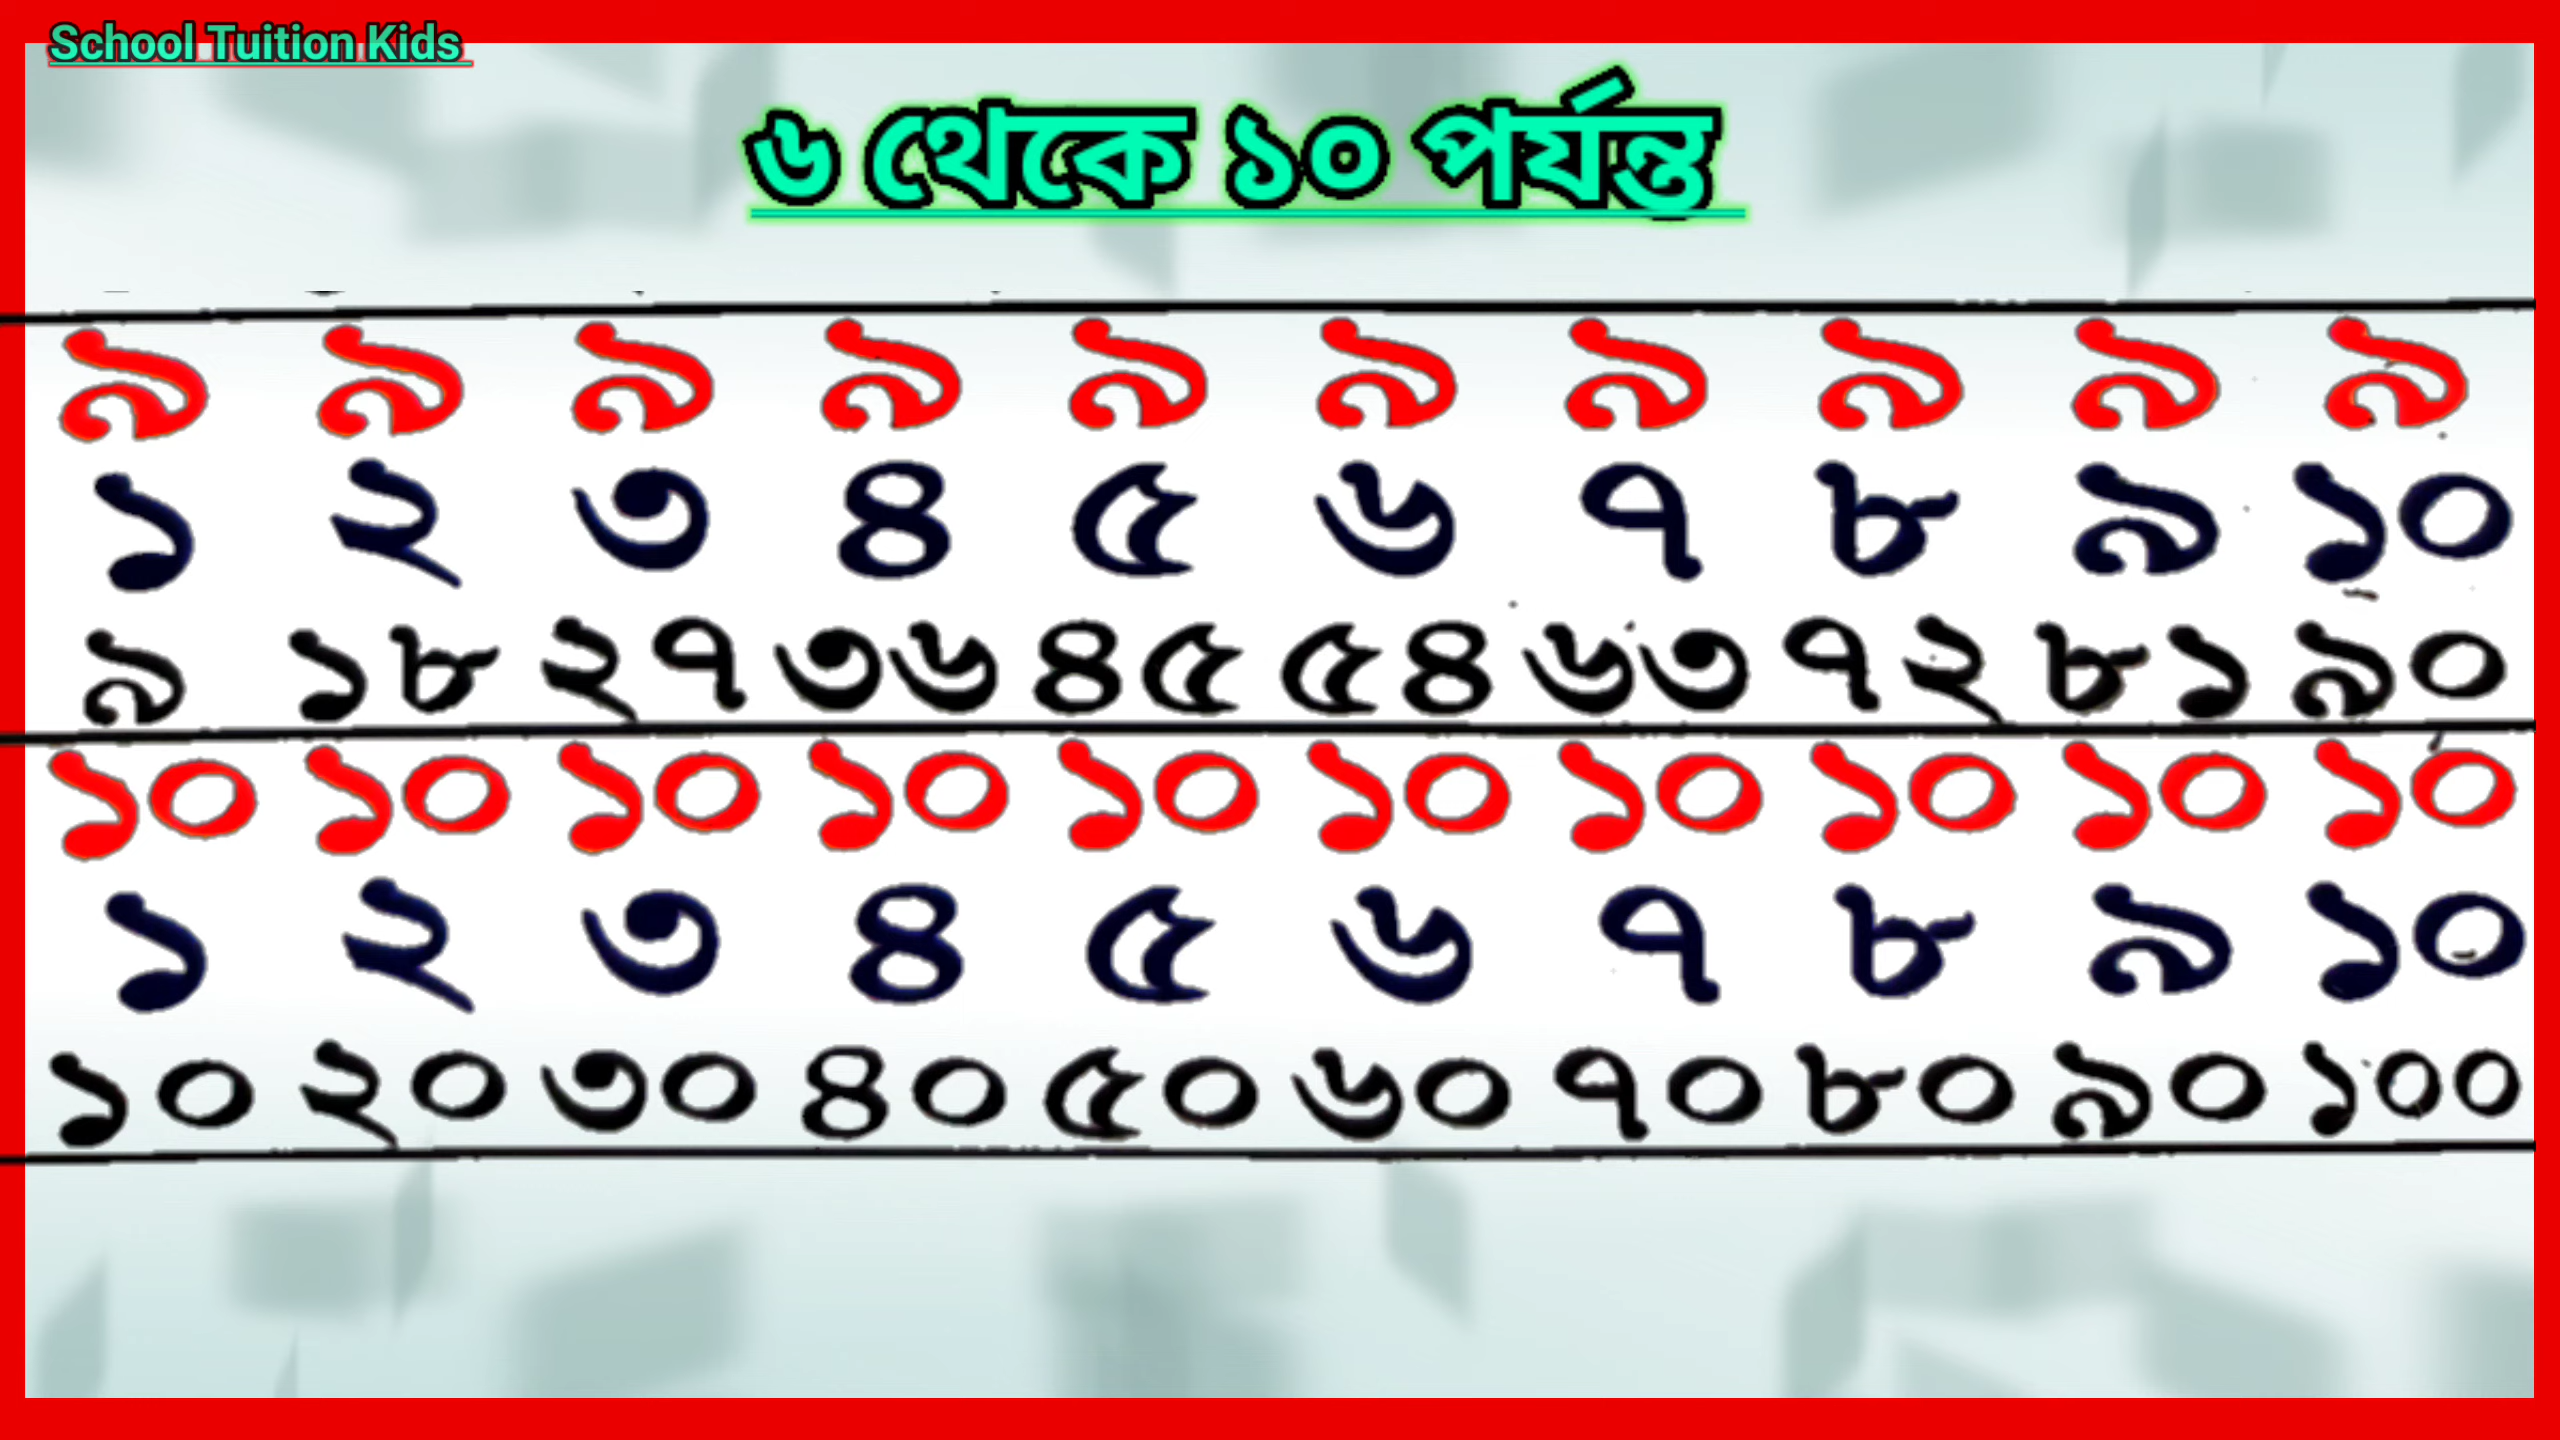 School Tuition Kids
৬ থেকে ১০ পর্যন্ত
৯ ৯ ৯ ৯ ৯ ৯ ৯ ৯ ৯ ৯
১ ২ ৩ ৪ ৫ ৬ ৭ ৮ ৯ ১০
৯ ১৮ ২৭ ৩৬ ৪৫ ৫৪ ৬৩ ৭২ ৮১ ৯০
১০ ১০ ১০ ১০ ১০ ১০ ১০ ১০ ১০ ১০
১ ২ ৩ ৪ ৫ ৬ ৭ ৮ ৯ ১০
১০ ২০ ৩০ ৪০ ৫০ ৬০ ৭০ ৮০ ৯০ ১০০